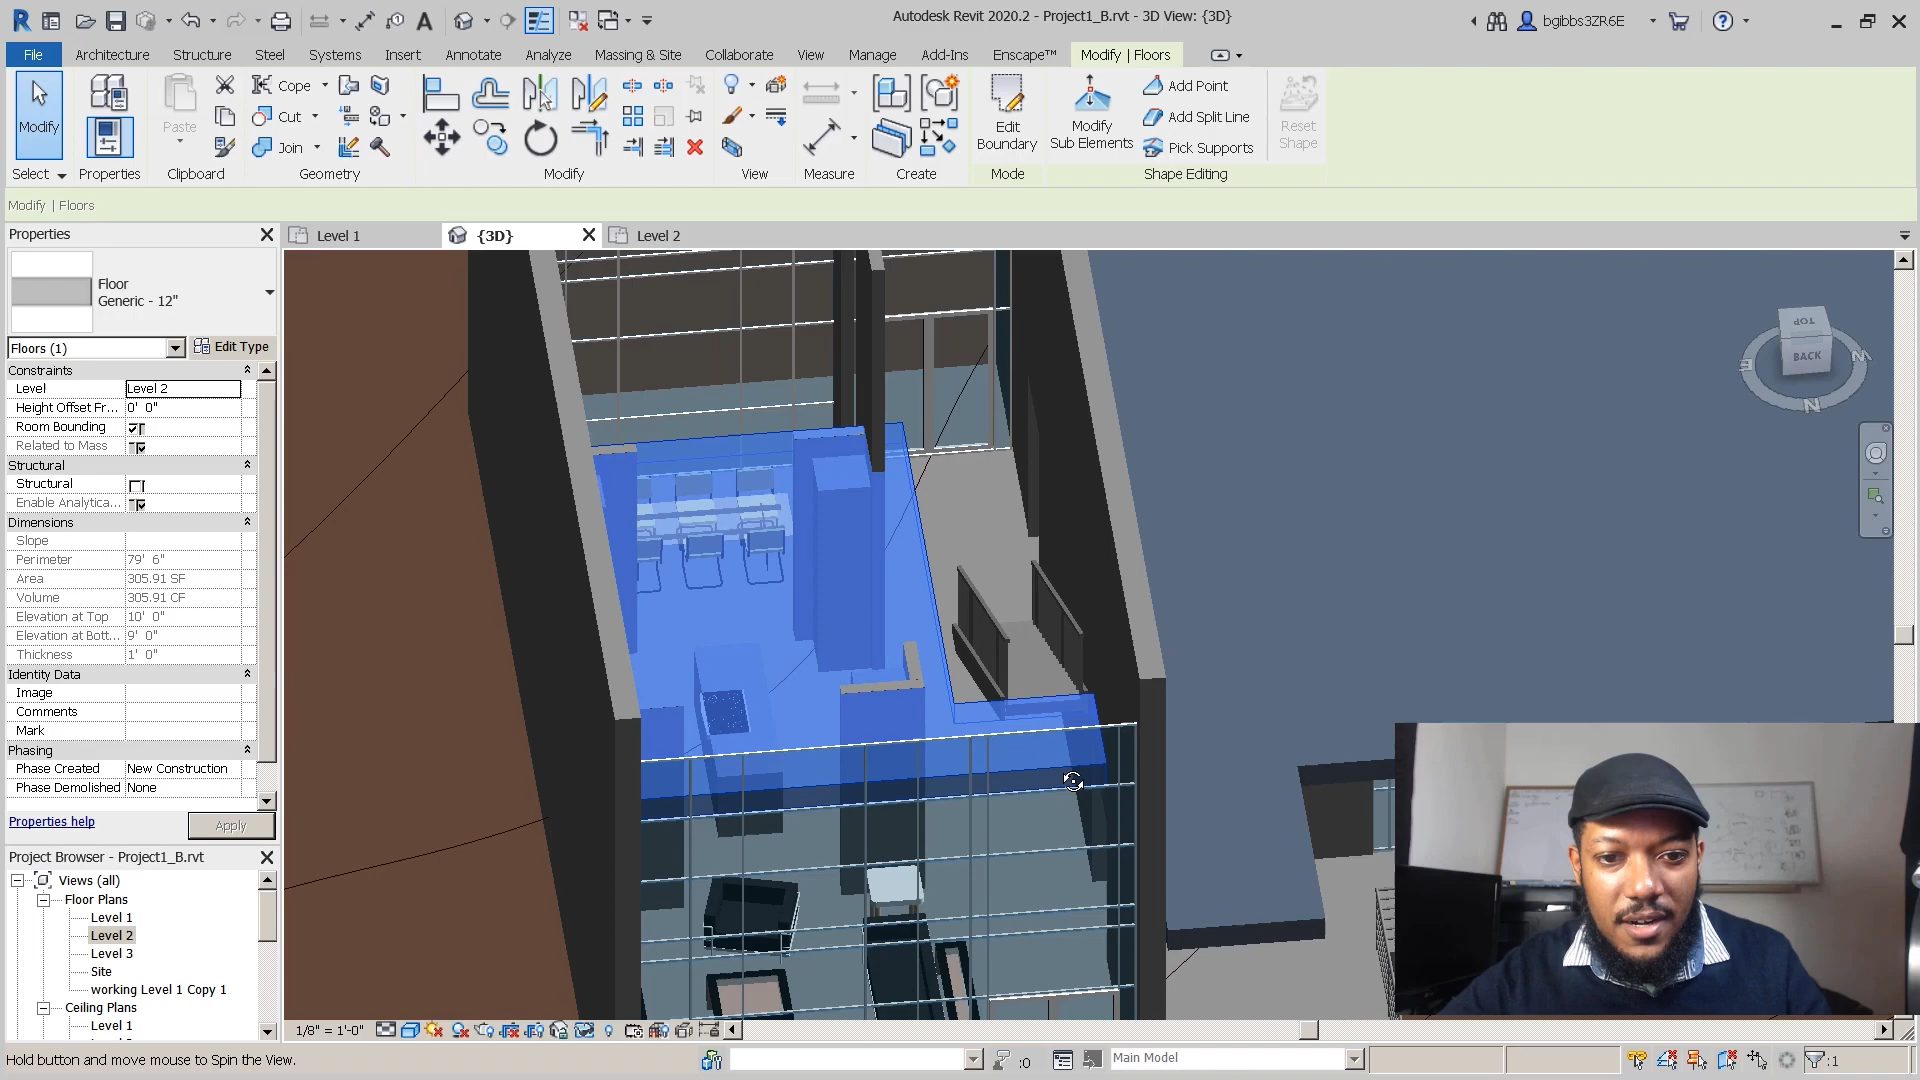 Autodesk Revit 2020.2 - Project1_B.rvt - 3D View: {3D}
bgibbs3ZR6E
File Architecture Structure Steel Systems Insert Annotate Analyze Massing & Site Collaborate View Manage Add-Ins Enscape™ Modify | Floors
Modify
Paste
Cope
Cut
Join
Edit Boundary
Modify Sub Elements
Add Point
Add Split Line
Pick Supports
Reset Shape
Select Properties Clipboard Geometry Modify View Measure Create Mode Shape Editing
Modify | Floors
Properties
Level 1
{3D}
Level 2
Floor
Generic - 12"
Floors (1)
Edit Type
Constraints
Level Level 2
Height Offset Fr... 0' 0"
Room Bounding
Related to Mass
Structural
Structural
Enable Analytica...
Dimensions
Slope
Perimeter 79' 6"
Area 305.91 SF
Volume 305.91 CF
Elevation at Top 10' 0"
Elevation at Bott... 9' 0"
Thickness 1' 0"
Identity Data
Image
Comments
Mark
Phasing
Phase Created New Construction
Phase Demolished None
Properties help
Apply
Project Browser - Project1_B.rvt
Views (all)
Floor Plans
Level 1
Level 2
Level 3
Site
working Level 1 Copy 1
Ceiling Plans
Level 1
TOP
BACK
N
1/8" = 1'-0"
Hold button and move mouse to Spin the View.
:0
Main Model
:1